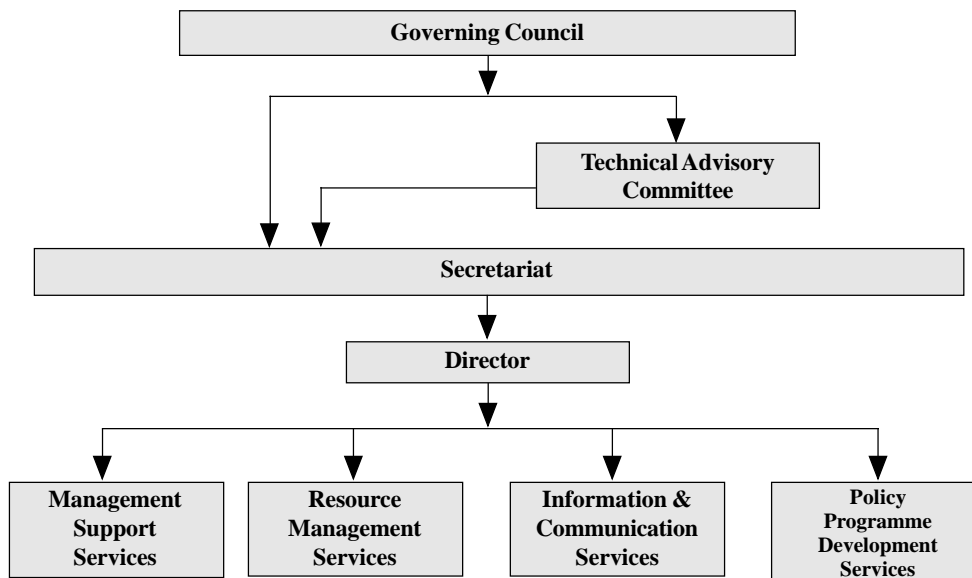 Governing Council
Technical Advisory
Committee
Secretariat
Director
Management
Support
Services
Resource
Management
Services
Information &
Communication
Services
Policy
Programme
Development
Services